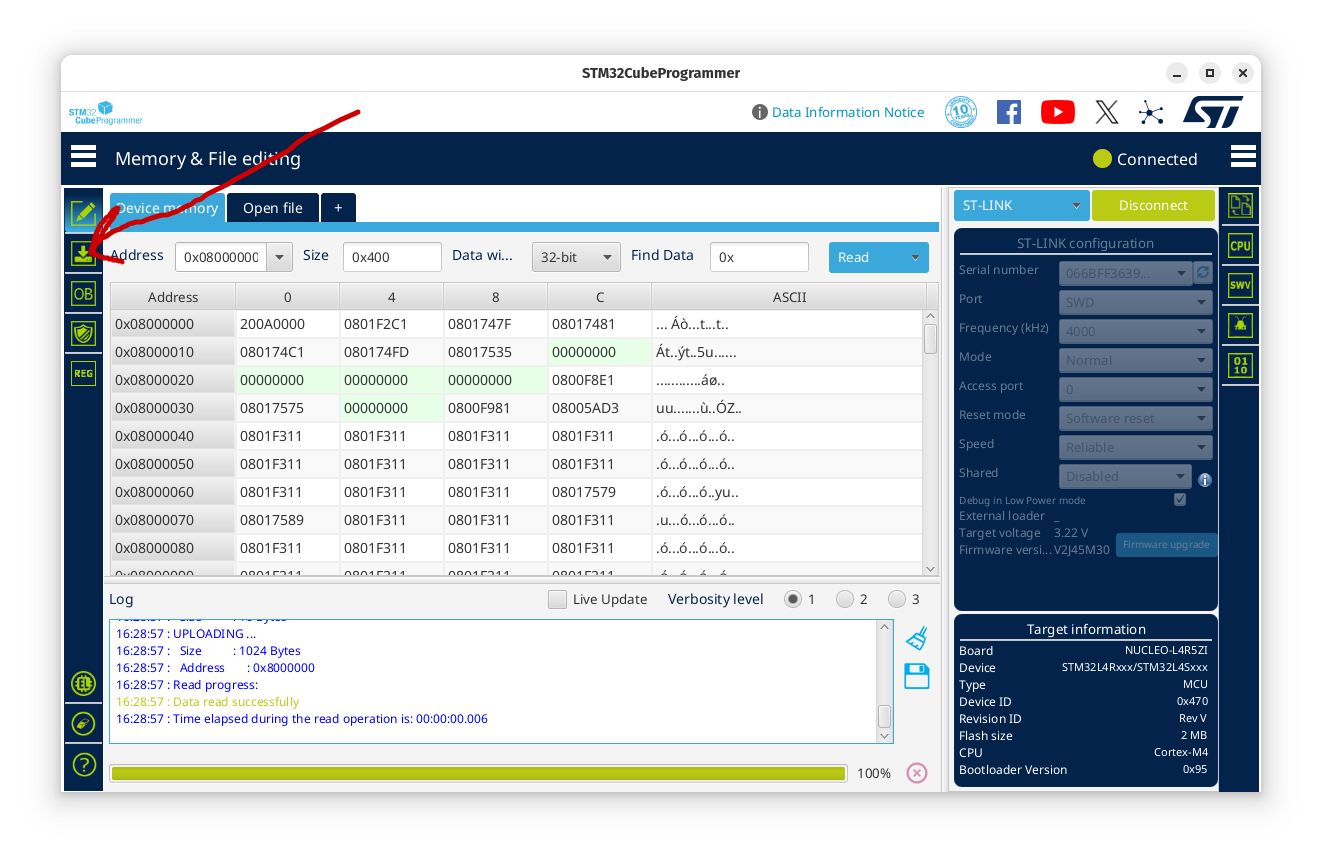 STM32CubeProgrammer
STM32
CubeProgrammer
Data Information Notice
10
YEARS
ST
Memory & File editing
Connected
Device memory
Open file
+
Address
0x08000000
Size
0x400
Data wi...
32-bit
Find Data
0x
Read
Address 0 4 8 C ASCII
0x08000000 200A0000 0801F2C1 0801747F 08017481 ... Áò...t...t..
0x08000010 080174C1 080174FD 08017535 00000000 Át..ýt..5u......
0x08000020 00000000 00000000 00000000 0800F8E1 ............áø..
0x08000030 08017575 00000000 0800F981 08005AD3 uu.......ù..ÓZ..
0x08000040 0801F311 0801F311 0801F311 0801F311 .ó...ó...ó...ó..
0x08000050 0801F311 0801F311 0801F311 0801F311 .ó...ó...ó...ó..
0x08000060 0801F311 0801F311 0801F311 08017579 .ó...ó...ó..yu..
0x08000070 08017589 0801F311 0801F311 0801F311 .u...ó...ó...ó..
0x08000080 0801F311 0801F311 0801F311 0801F311 .ó...ó...ó...ó..
Log
Live Update
Verbosity level
1
2
3
16:28:57 : UPLOADING ...
16:28:57 : Size : 1024 Bytes
16:28:57 : Address : 0x8000000
16:28:57 : Read progress:
16:28:57 : Data read successfully
16:28:57 : Time elapsed during the read operation is: 00:00:00.006
100%
OB
REG
EL
?
ST-LINK
Disconnect
ST-LINK configuration
Serial number 066BFF3639...
Port SWD
Frequency (kHz) 4000
Mode Normal
Access port 0
Reset mode Software reset
Speed Reliable
Shared Disabled
Debug in Low Power mode
External loader _
Target voltage 3.22 V
Firmware versi... V2J45M30
Firmware upgrade
Target information
Board NUCLEO-L4R5ZI
Device STM32L4Rxxx/STM32L4Sxxx
Type MCU
Device ID 0x470
Revision ID Rev V
Flash size 2 MB
CPU Cortex-M4
Bootloader Version 0x95
CPU
SWV
01
10